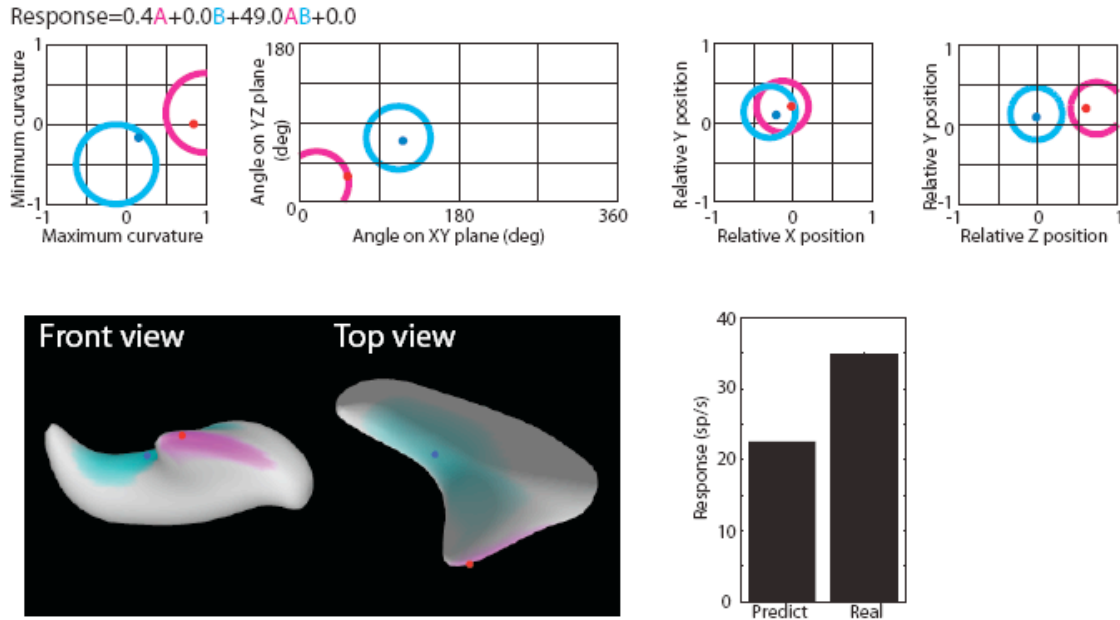 Response=0.4A+0.0B+49.0AB+0.0
1
0
-1
Minimum curvature
-1 0 1
Maximum curvature
180
0
Angle on YZ plane
(deg)
0 180 360
Angle on XY plane (deg)
1
0
-1
Relative Y position
-1 0 1
Relative X position
1
0
-1
Relative Y position
-1 0 1
Relative Z position
Front view
Top view
40
30
20
10
0
Response (sp/s)
Predict Real